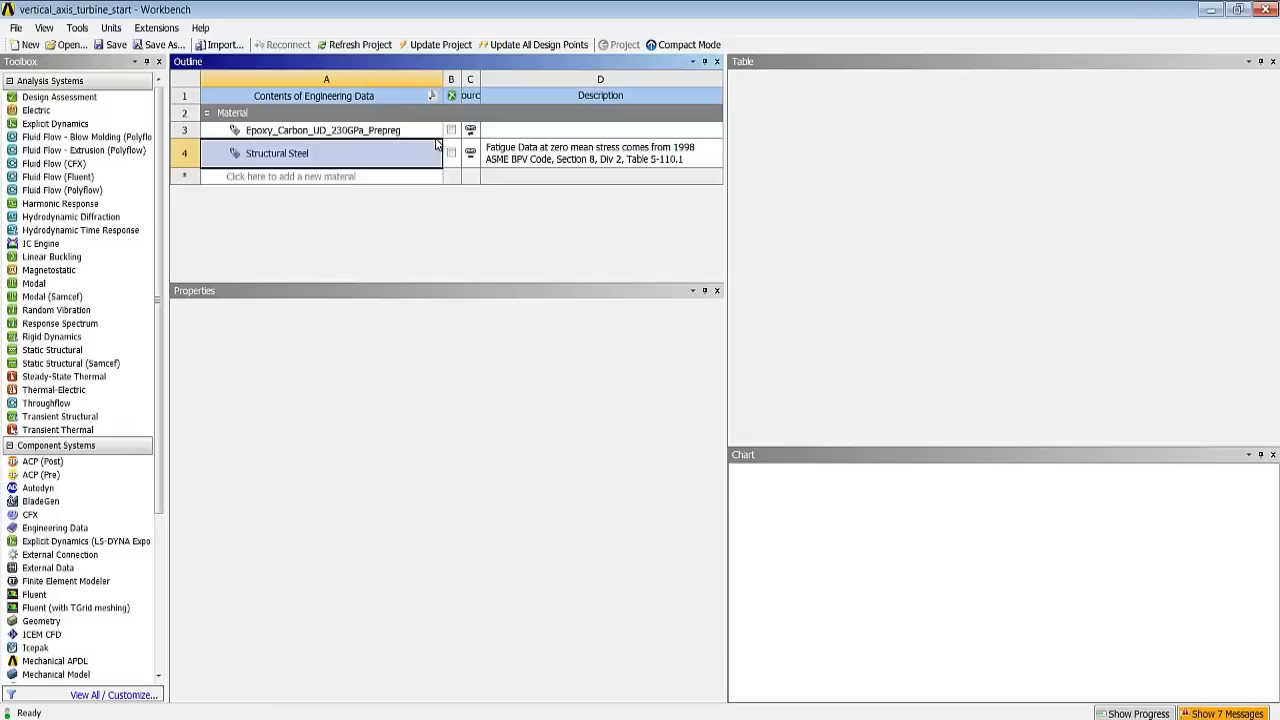 vertical_axis_turbine_start - Workbench
File View Tools Units Extensions Help
New Open... Save Save As... Import... Reconnect Refresh Project Update Project Update All Design Points Project Compact Mode
Toolbox
Analysis Systems
Design Assessment
Electric
Explicit Dynamics
Fluid Flow - Blow Molding (Polyflo
Fluid Flow - Extrusion (Polyflow)
Fluid Flow (CFX)
Fluid Flow (Fluent)
Fluid Flow (Polyflow)
Harmonic Response
Hydrodynamic Diffraction
Hydrodynamic Time Response
IC Engine
Linear Buckling
Magnetostatic
Modal
Modal (Samcef)
Random Vibration
Response Spectrum
Rigid Dynamics
Static Structural
Static Structural (Samcef)
Steady-State Thermal
Thermal-Electric
Throughflow
Transient Structural
Transient Thermal
Component Systems
ACP (Post)
ACP (Pre)
Autodyn
BladeGen
CFX
Engineering Data
Explicit Dynamics (LS-DYNA Expo
External Connection
External Data
Finite Element Modeler
Fluent
Fluent (with TGrid meshing)
Geometry
ICEM CFD
Icepak
Mechanical APDL
Mechanical Model
View All / Customize...
Outline
A B C D
1 Contents of Engineering Data ourc Description
2 Material
3 Epoxy_Carbon_UD_230GPa_Prepreg
4 Structural Steel Fatigue Data at zero mean stress comes from 1998
ASME BPV Code, Section 8, Div 2, Table 5-110.1
* Click here to add a new material
Properties
Table
Chart
Ready
Show Progress Show 7 Messages